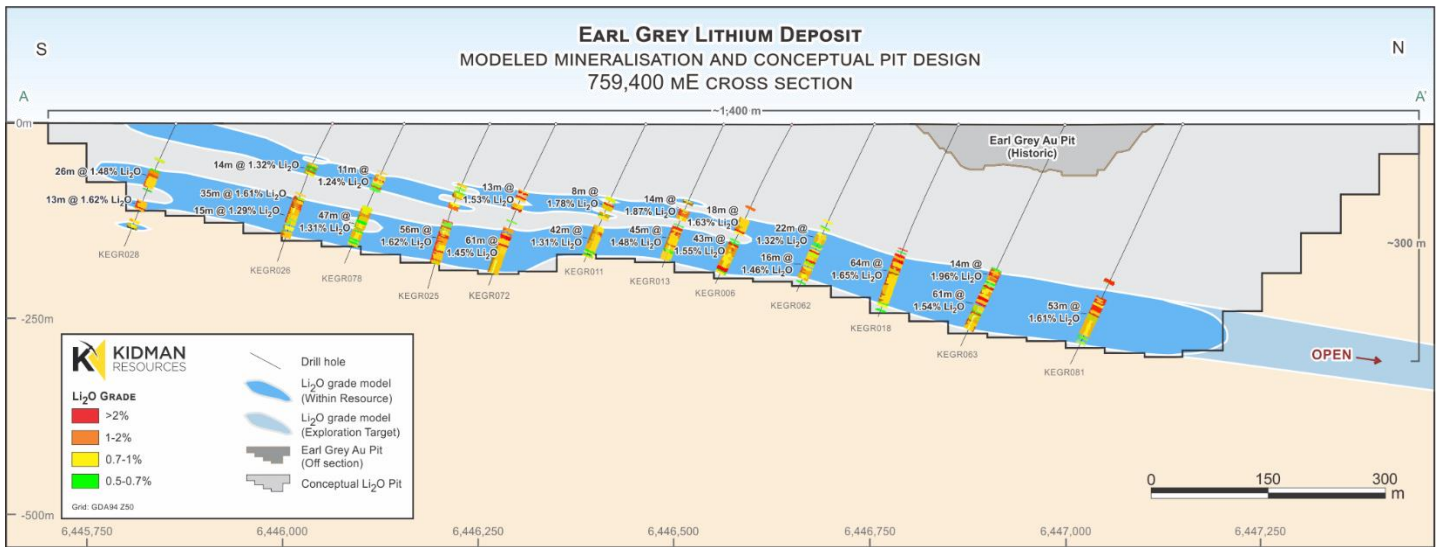 EARL GREY LITHIUM DEPOSIT
MODELED MINERALISATION AND CONCEPTUAL PIT DESIGN
759,400 mE CROSS SECTION
S
N
A
A'
~1,400 m
0m
Earl Grey Au Pit
(Historic)
26m @ 1.48% Li₂O
13m @ 1.62% Li₂O
14m @ 1.32% Li₂O
35m @ 1.61% Li₂O
15m @ 1.29% Li₂O
11m @
1.24% Li₂O
47m @
1.31% Li₂O
56m @
1.62% Li₂O
13m @
1.53% Li₂O
61m @
1.45% Li₂O
8m @
1.78% Li₂O
42m @
1.31% Li₂O
14m @
1.87% Li₂O
45m @
1.48% Li₂O
18m @
1.63% Li₂O
43m @
1.55% Li₂O
22m @
1.32% Li₂O
16m @
1.46% Li₂O
64m @
1.65% Li₂O
14m @
1.96% Li₂O
61m @
1.54% Li₂O
53m @
1.61% Li₂O
KEGR028
KEGR026
KEGR078
KEGR025
KEGR072
KEGR011
KEGR013
KEGR006
KEGR062
KEGR018
KEGR063
KEGR081
~300 m
-250m
OPEN
KIDMAN
RESOURCES
Li₂O GRADE
>2%
1-2%
0.7-1%
0.5-0.7%
Grid: GDA94 Z50
Drill hole
Li₂O grade model
(Within Resource)
Li₂O grade model
(Exploration Target)
Earl Grey Au Pit
(Off section)
Conceptual Li₂O Pit
0 150 300
m
-500m
6,445,750 6,446,000 6,446,250 6,446,500 6,446,750 6,447,000 6,447,250